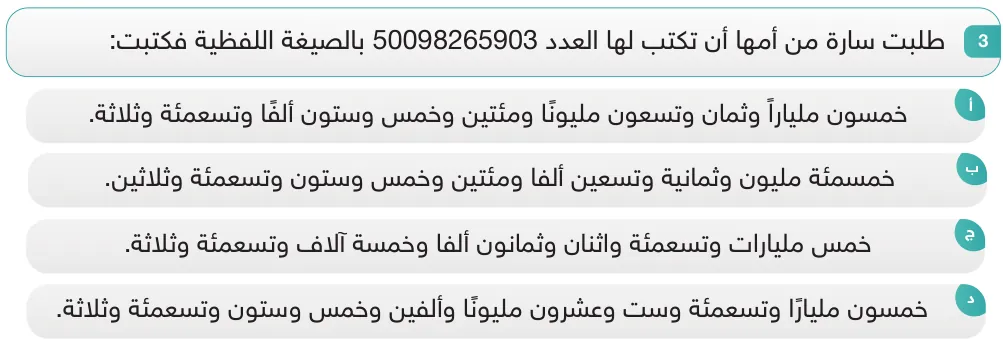 3 طلبت سارة من أمها أن تكتب لها العدد 50098265903 بالصيغة اللفظية فكتبت:
أ خمسون ملياراً وثمان وتسعون مليونًا ومئتين وخمس وستون ألفًا وتسعمئة وثلاثة.
ب خمسمئة مليون وثمانية وتسعين ألفا ومئتين وخمس وستون وتسعمئة وثلاثين.
ج خمس مليارات وتسعمئة واثنان وثمانون ألفا وخمسة آلاف وتسعمئة وثلاثة.
د خمسون مليارًا وتسعمئة وست وعشرون مليونًا وألفين وخمس وستون وتسعمئة وثلاثة.